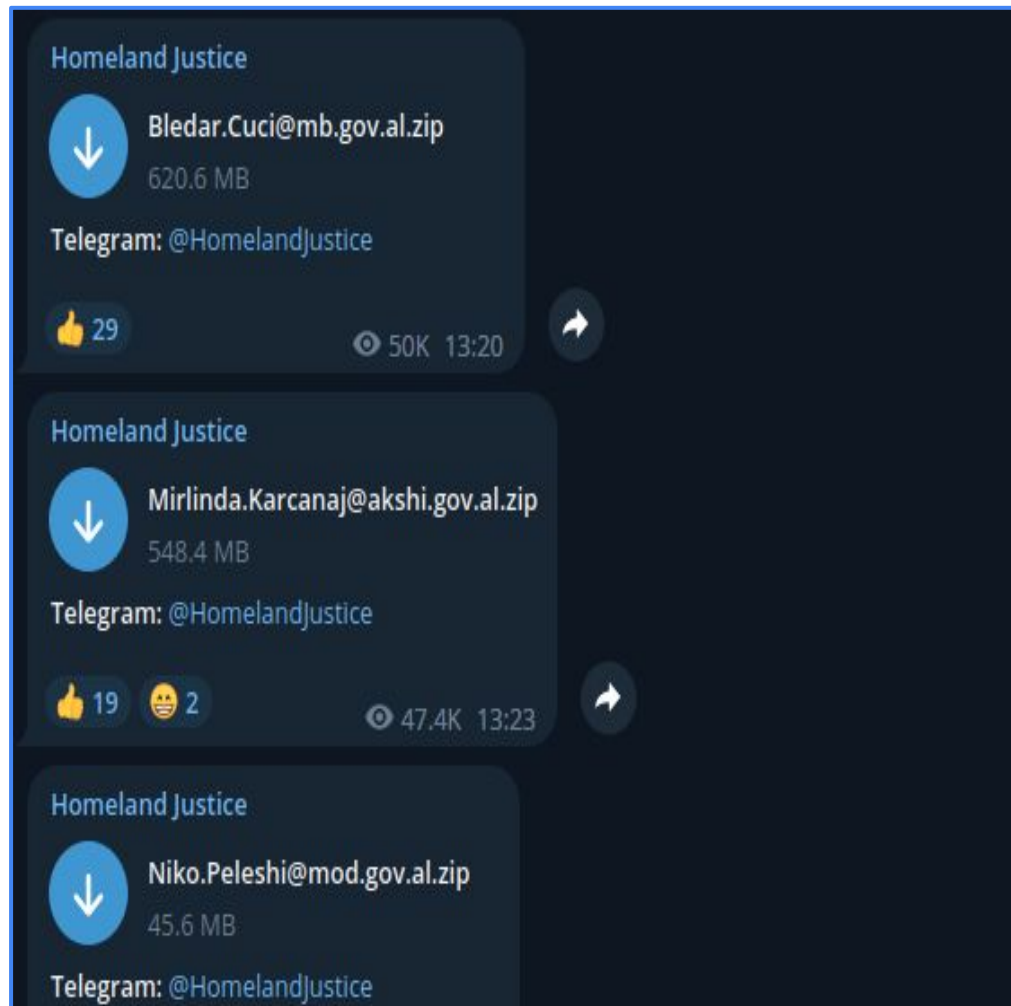 Homeland Justice
Bledar.Cuci@mb.gov.al.zip
620.6 MB
Telegram: @HomelandJustice
👍 29
50K 13:20
Homeland Justice
Mirlinda.Karcanaj@akshi.gov.al.zip
548.4 MB
Telegram: @HomelandJustice
👍 19 😁 2
47.4K 13:23
Homeland Justice
Niko.Peleshi@mod.gov.al.zip
45.6 MB
Telegram: @HomelandJustice